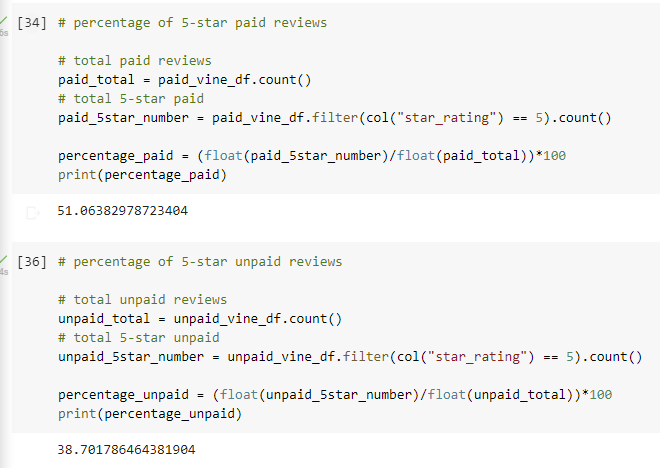 [34] # percentage of 5-star paid reviews
6s
# total paid reviews
paid_total = paid_vine_df.count()
# total 5-star paid
paid_5star_number = paid_vine_df.filter(col("star_rating") == 5).count()
percentage_paid = (float(paid_5star_number)/float(paid_total))*100
print(percentage_paid)
51.06382978723404
[36] # percentage of 5-star unpaid reviews
4s
# total unpaid reviews
unpaid_total = unpaid_vine_df.count()
# total 5-star unpaid
unpaid_5star_number = unpaid_vine_df.filter(col("star_rating") == 5).count()
percentage_unpaid = (float(unpaid_5star_number)/float(unpaid_total))*100
print(percentage_unpaid)
38.701786464381904